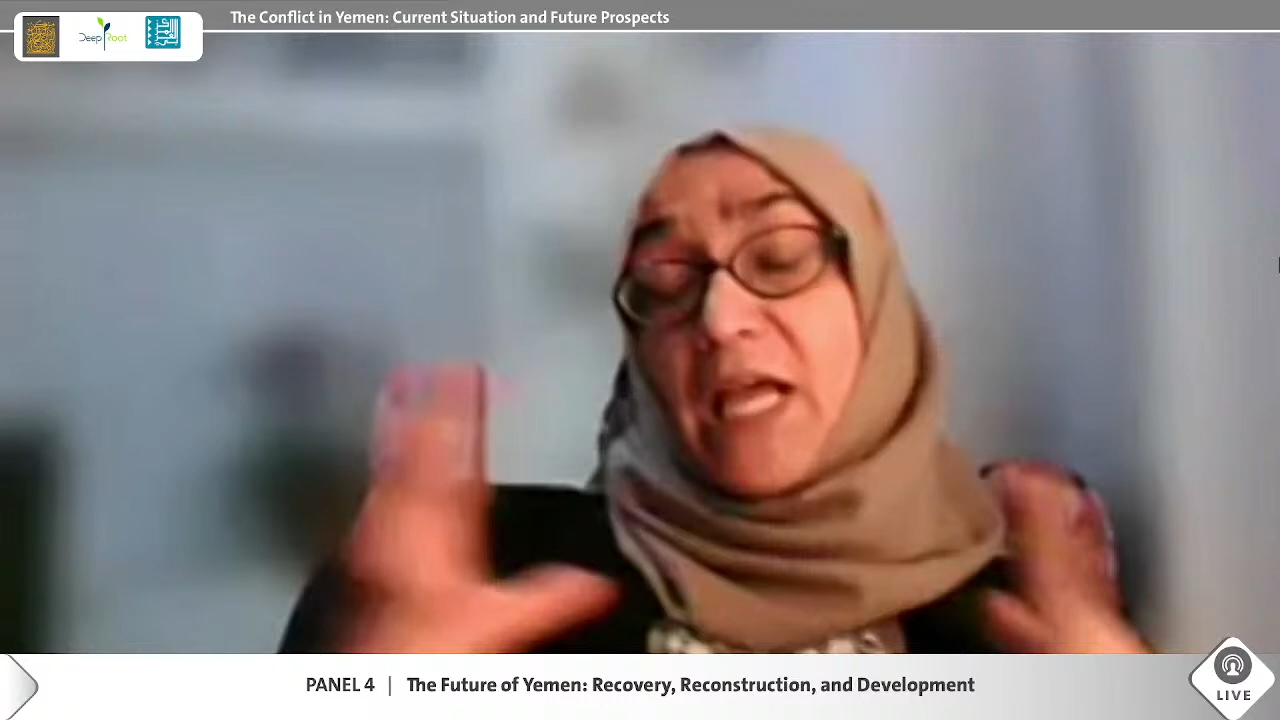 The Conflict in Yemen: Current Situation and Future Prospects
Deep Root
PANEL 4 | The Future of Yemen: Recovery, Reconstruction, and Development
LIVE